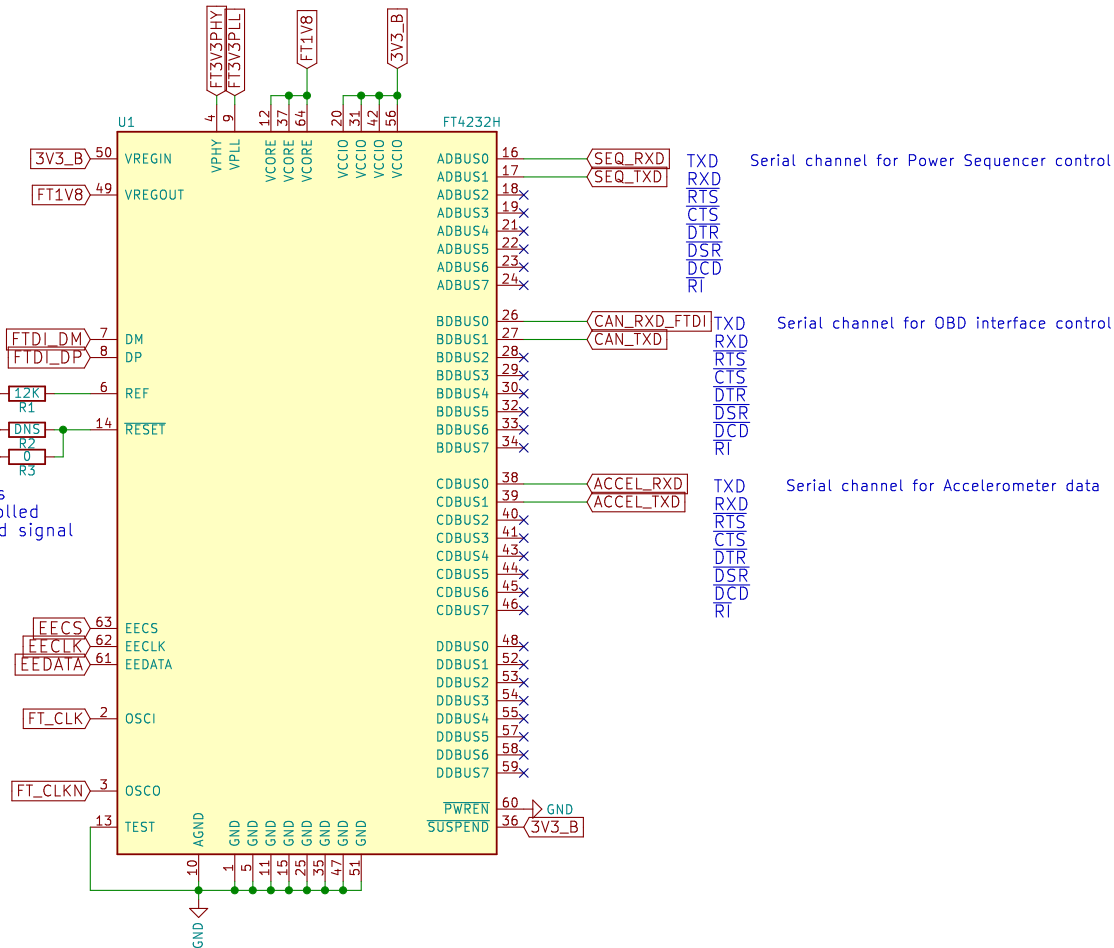 FT3V3PHY
FT3V3PLL
FT1V8
3V3_B
4
9
12
37
64
20
31
42
56
U1
FT4232H
VPHY
VPLL
VCORE
VCORE
VCORE
VCCIO
VCCIO
VCCIO
VCCIO
3V3_B 50 VREGIN
FT1V8 49 VREGOUT
FTDI_DM 7 DM
FTDI_DP 8 DP
12K 6 REF
R1
DNS 14 RESET
R2
0
R3
s
olled
d signal
EECS 63 EECS
EECLK 62 EECLK
EEDATA 61 EEDATA
FT_CLK 2 OSCI
FT_CLKN 3 OSCO
13 TEST
ADBUS0 16 SEQ_RXD TXD Serial channel for Power Sequencer control
ADBUS1 17 SEQ_TXD RXD
ADBUS2 18 RTS
ADBUS3 19 CTS
ADBUS4 21 DTR
ADBUS5 22 DSR
ADBUS6 23 DCD
ADBUS7 24 RI
BDBUS0 26 CAN_RXD_FTDI TXD Serial channel for OBD interface control
BDBUS1 27 CAN_TXD RXD
BDBUS2 28 RTS
BDBUS3 29 CTS
BDBUS4 30 DTR
BDBUS5 32 DSR
BDBUS6 33 DCD
BDBUS7 34 RI
CDBUS0 38 ACCEL_RXD TXD Serial channel for Accelerometer data
CDBUS1 39 ACCEL_TXD RXD
CDBUS2 40 RTS
CDBUS3 41 CTS
CDBUS4 43 DTR
CDBUS5 44 DSR
CDBUS6 45 DCD
CDBUS7 46 RI
DDBUS0 48
DDBUS1 52
DDBUS2 53
DDBUS3 54
DDBUS4 55
DDBUS5 57
DDBUS6 58
DDBUS7 59
PWREN 60 GND
SUSPEND 36 3V3_B
AGND
GND
GND
GND
GND
GND
GND
GND
GND
10
1
5
11
15
25
35
47
51
GND